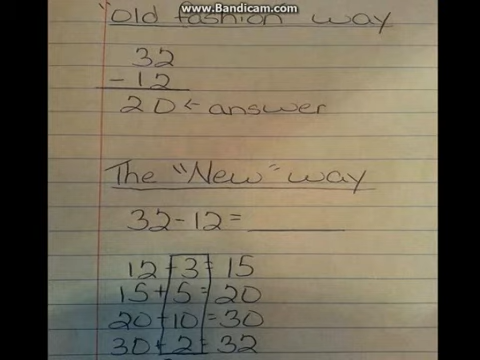 www.Bandicam.com
"Old fashion way
32
- 12
20 ← answer
The "New" way
32-12=
12+3=15
15+5=20
20+10=30
30+2=32